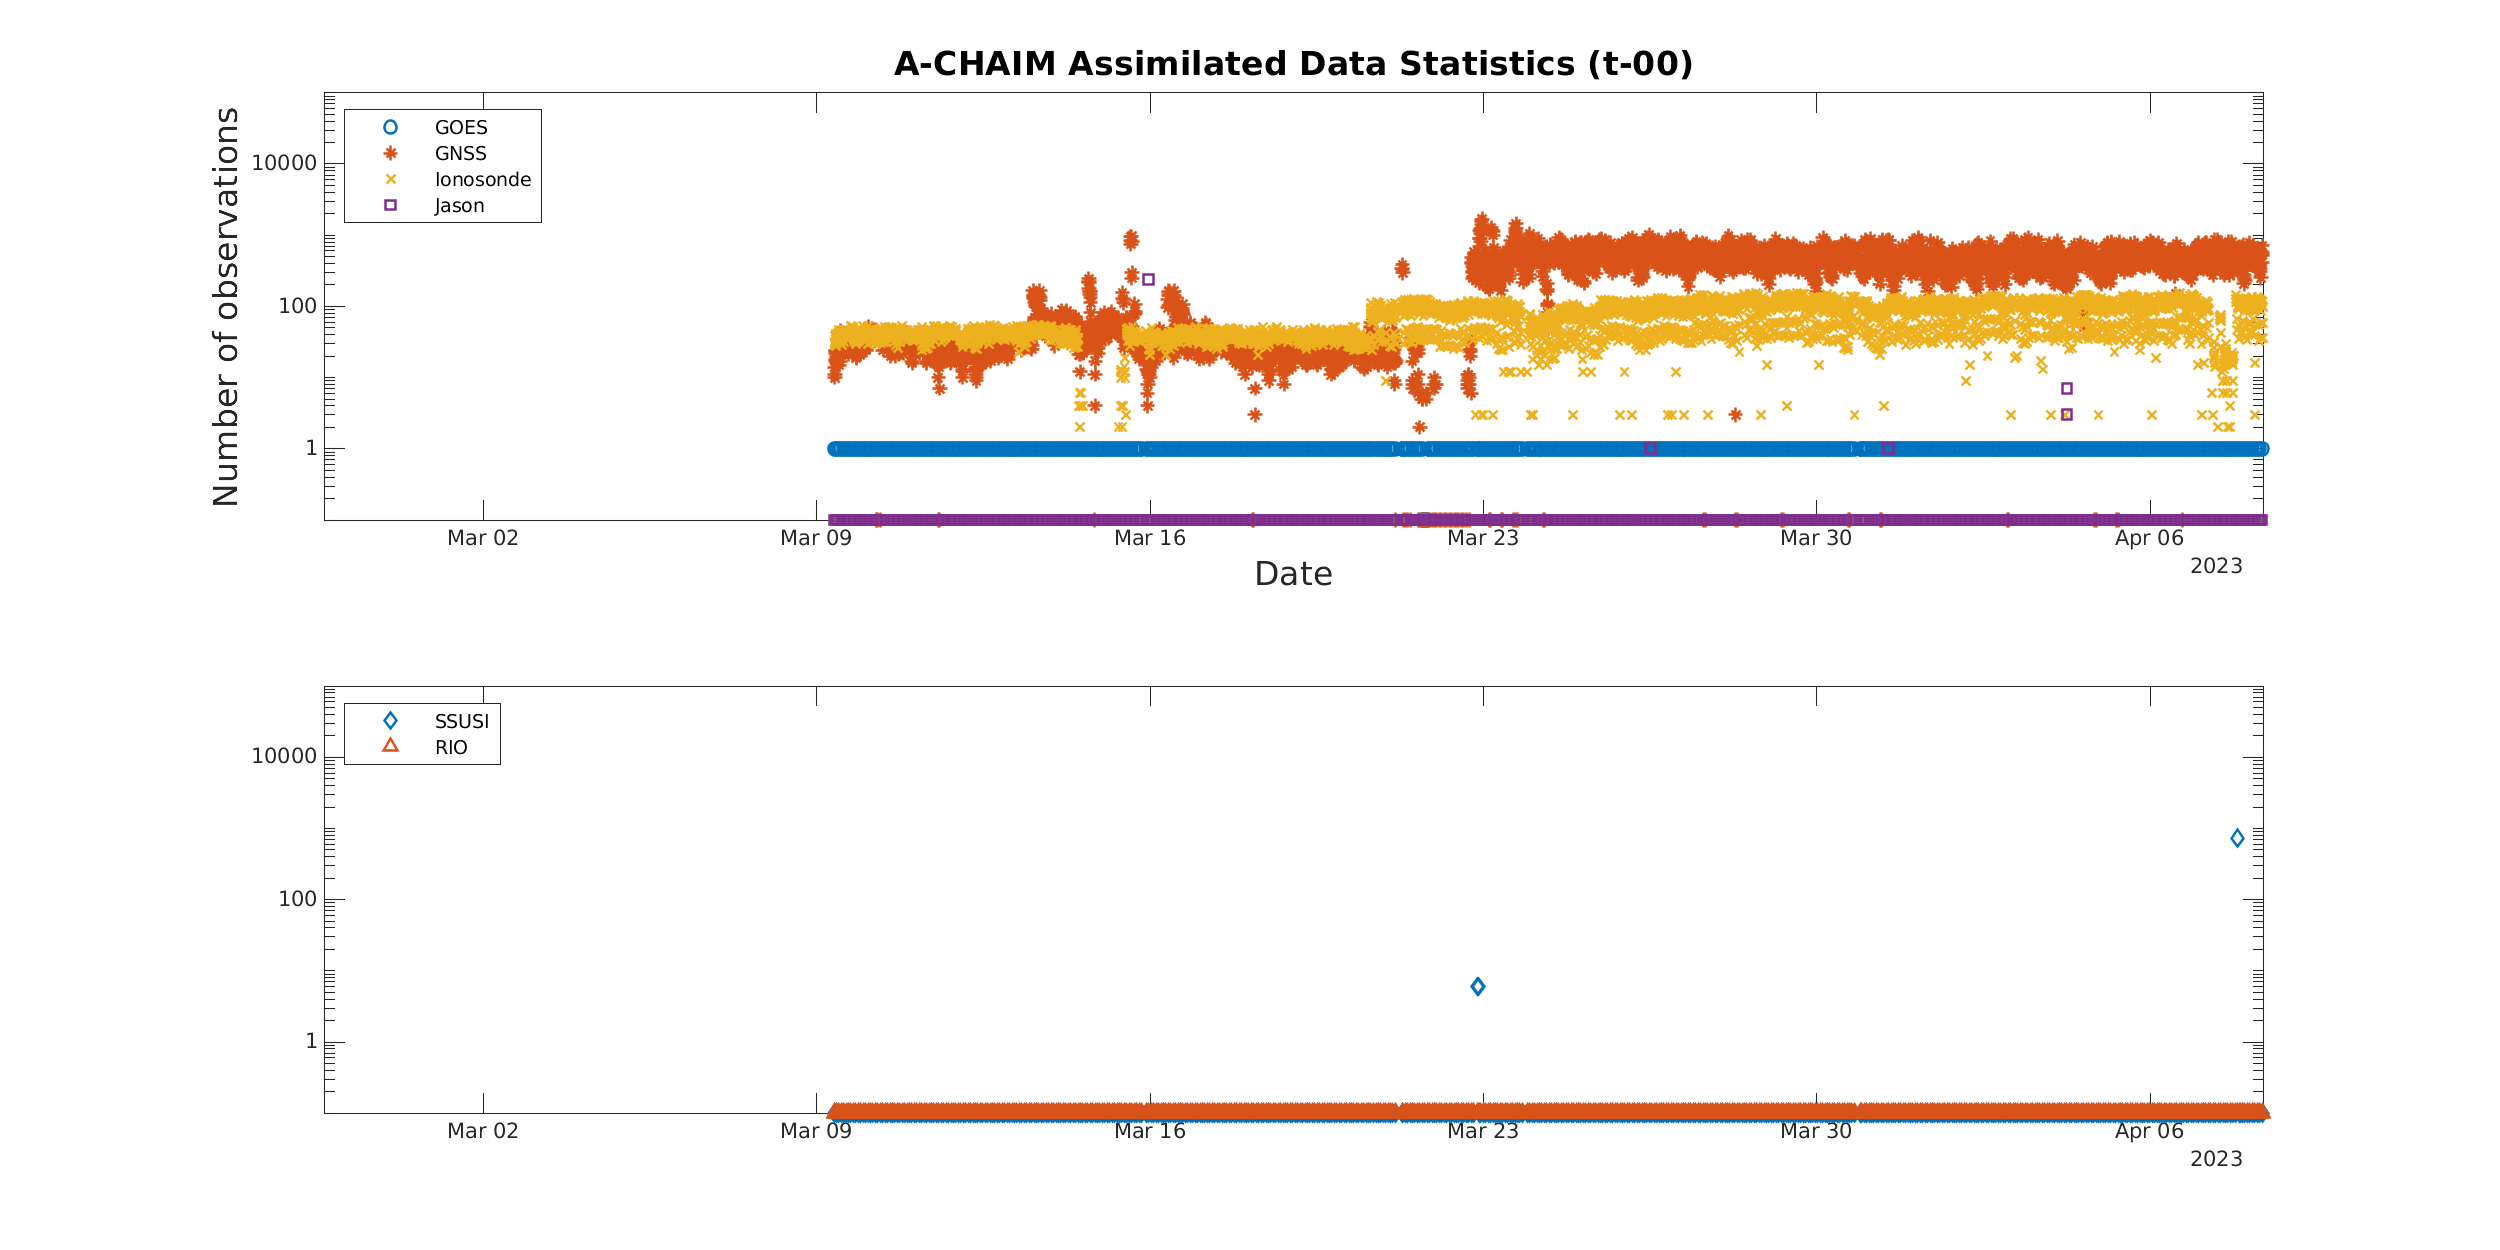 A-CHAIM Assimilated Data Statistics (t-00)
Number of observations
10000
100
1
GOES
GNSS
Ionosonde
Jason
Mar 02 Mar 09 Mar 16 Mar 23 Mar 30 Apr 06
2023
Date
10000
100
1
SSUSI
RIO
Mar 02 Mar 09 Mar 16 Mar 23 Mar 30 Apr 06
2023